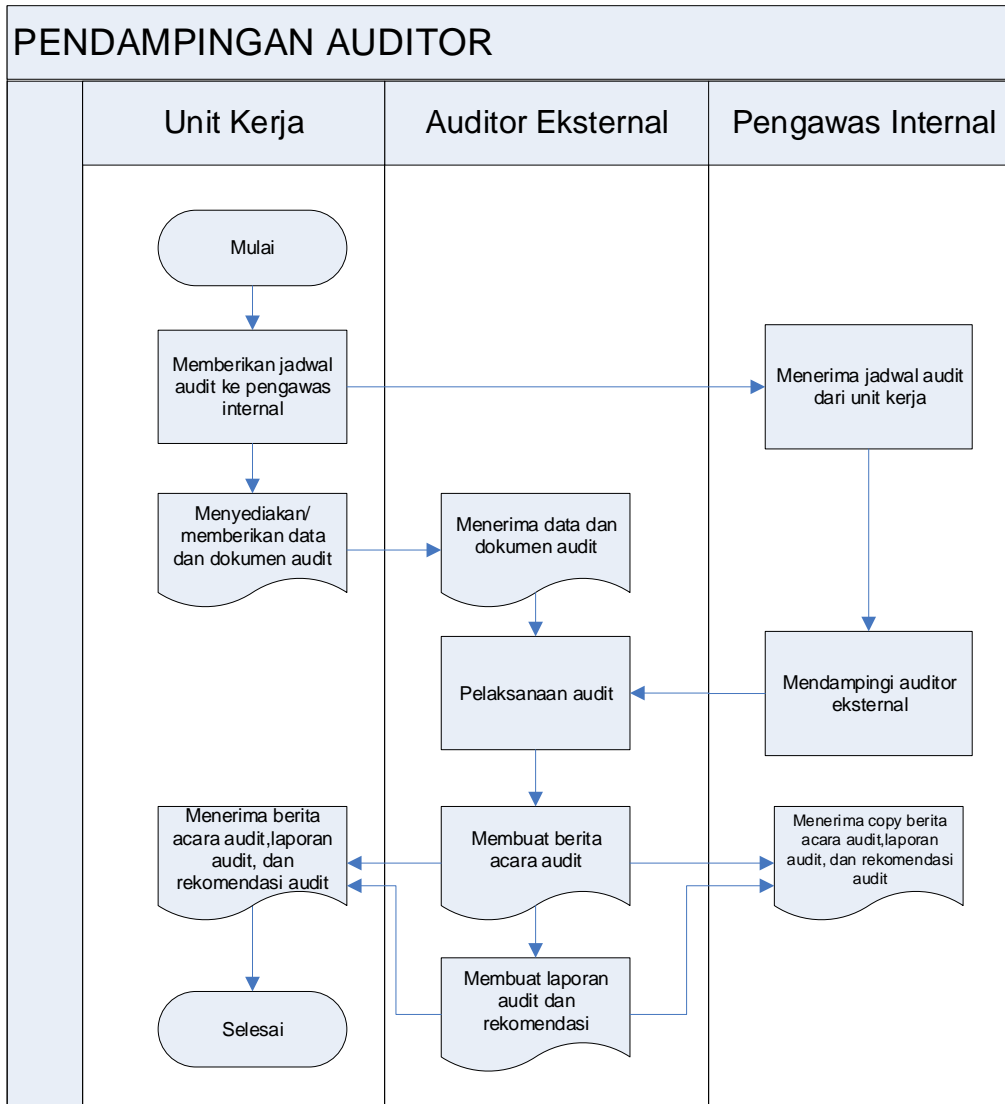 PENDAMPINGAN AUDITOR
Unit Kerja
Auditor Eksternal
Pengawas Internal
Mulai
Memberikan jadwal
audit ke pengawas
internal
Menerima jadwal audit
dari unit kerja
Menyediakan/
memberikan data
dan dokumen audit
Menerima data dan
dokumen audit
Pelaksanaan audit
Mendampingi auditor
eksternal
Menerima berita
acara audit,laporan
audit, dan
rekomendasi audit
Membuat berita
acara audit
Menerima copy berita
acara audit,laporan
audit, dan rekomendasi
audit
Membuat laporan
audit dan
rekomendasi
Selesai